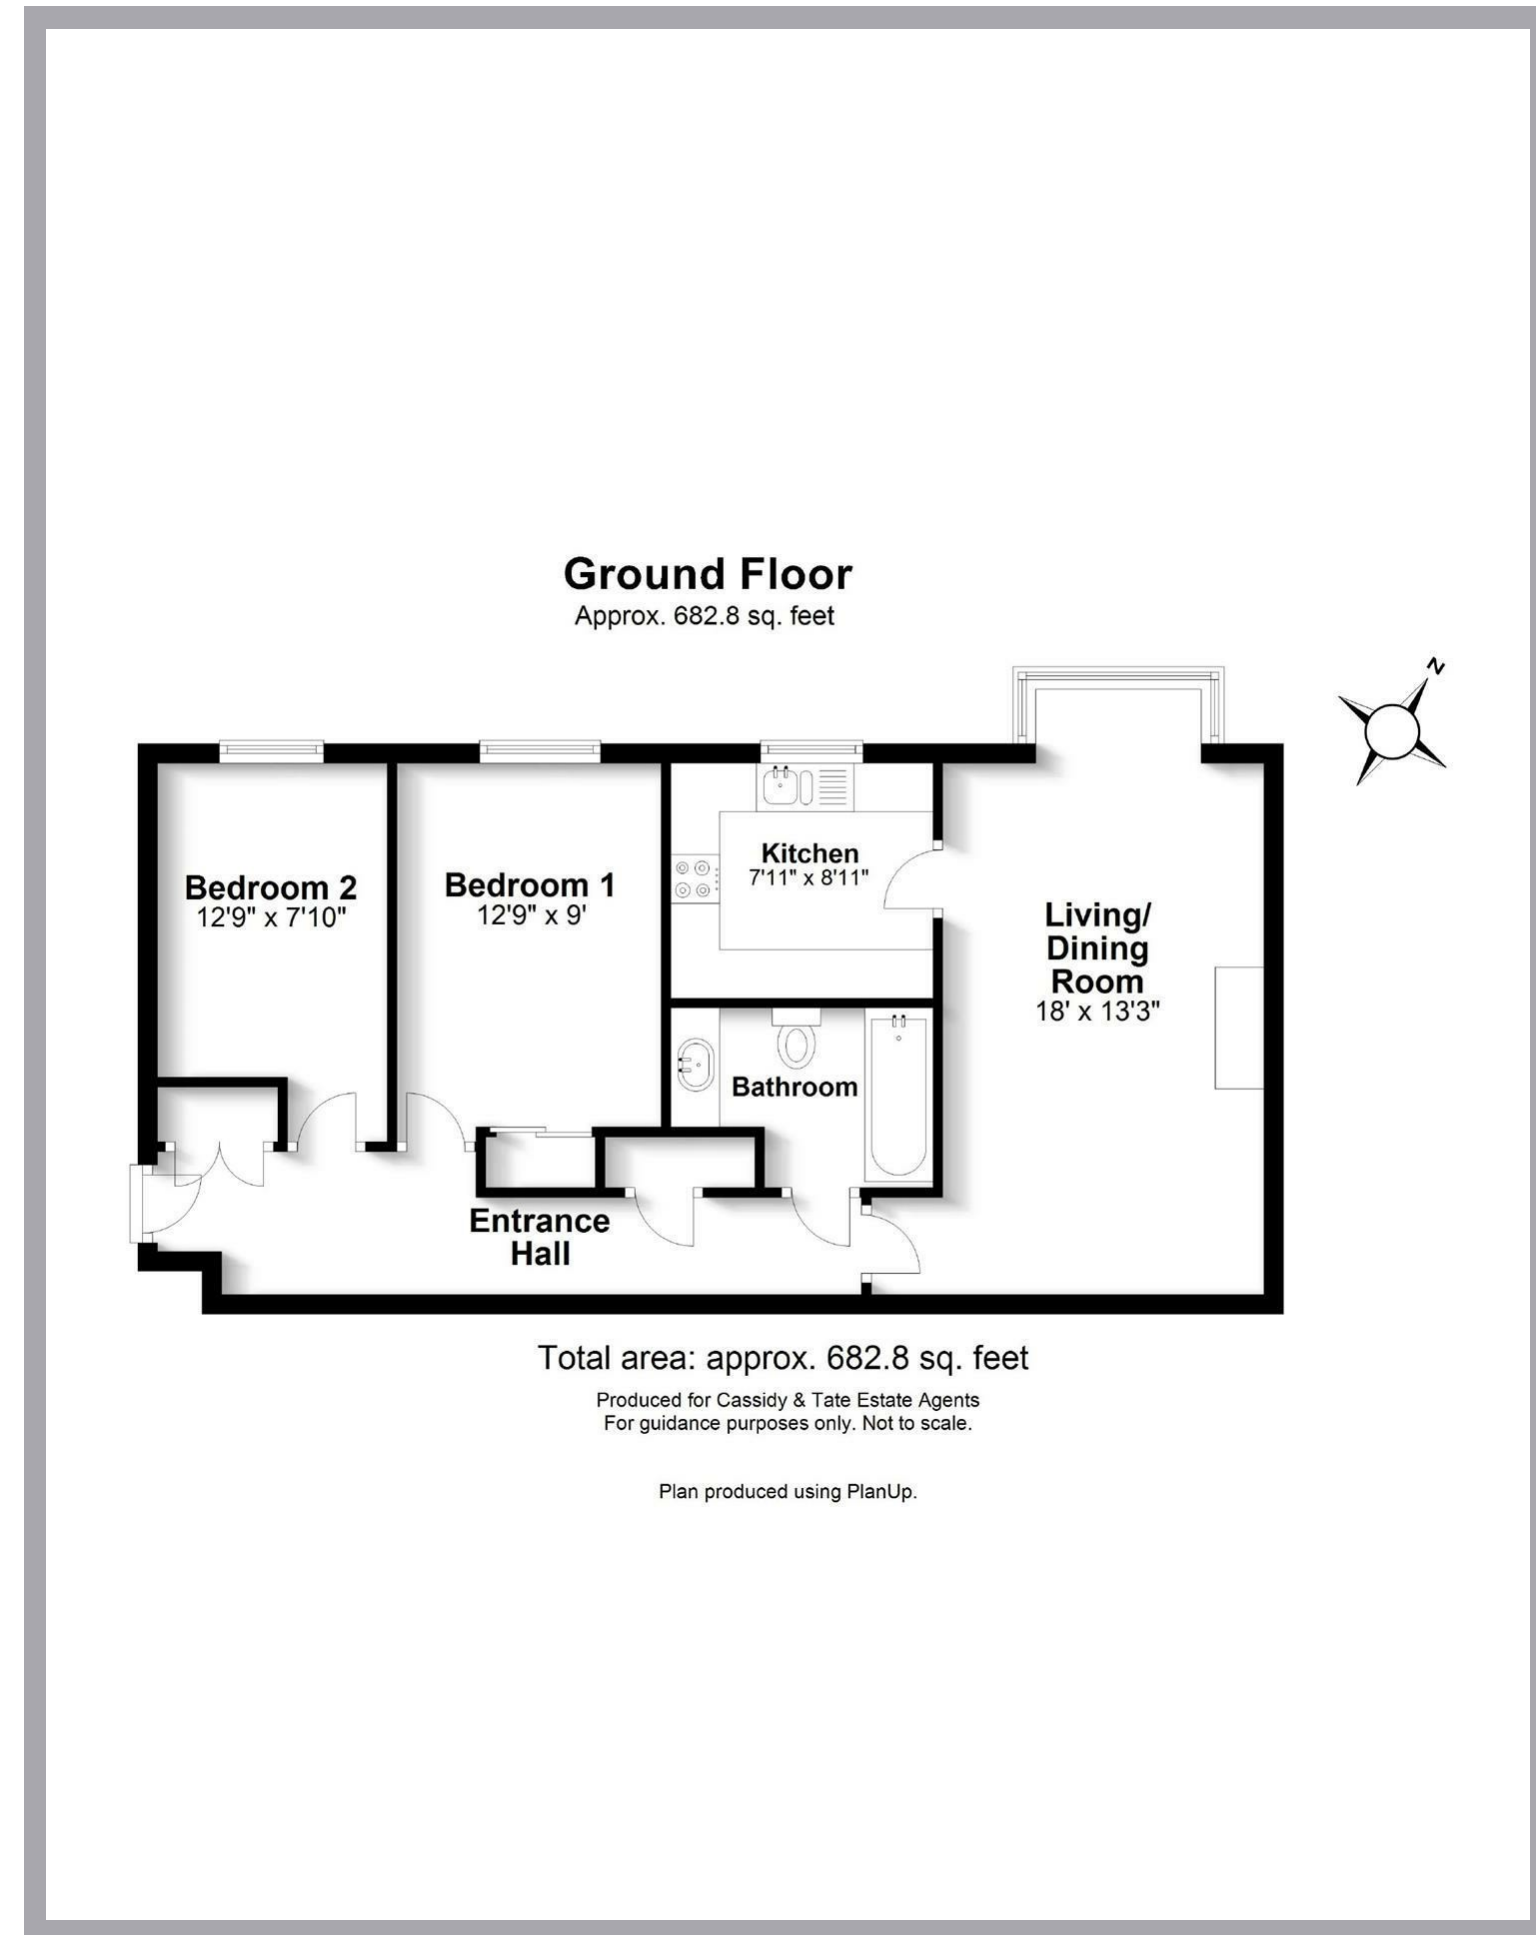 Ground Floor
Approx. 682.8 sq. feet
N
Bedroom 2
12'9" x 7'10"
Bedroom 1
12'9" x 9'
Kitchen
7'11" x 8'11"
Living/
Dining
Room
18' x 13'3"
Bathroom
Entrance
Hall
Total area: approx. 682.8 sq. feet
Produced for Cassidy & Tate Estate Agents
For guidance purposes only. Not to scale.
Plan produced using PlanUp.